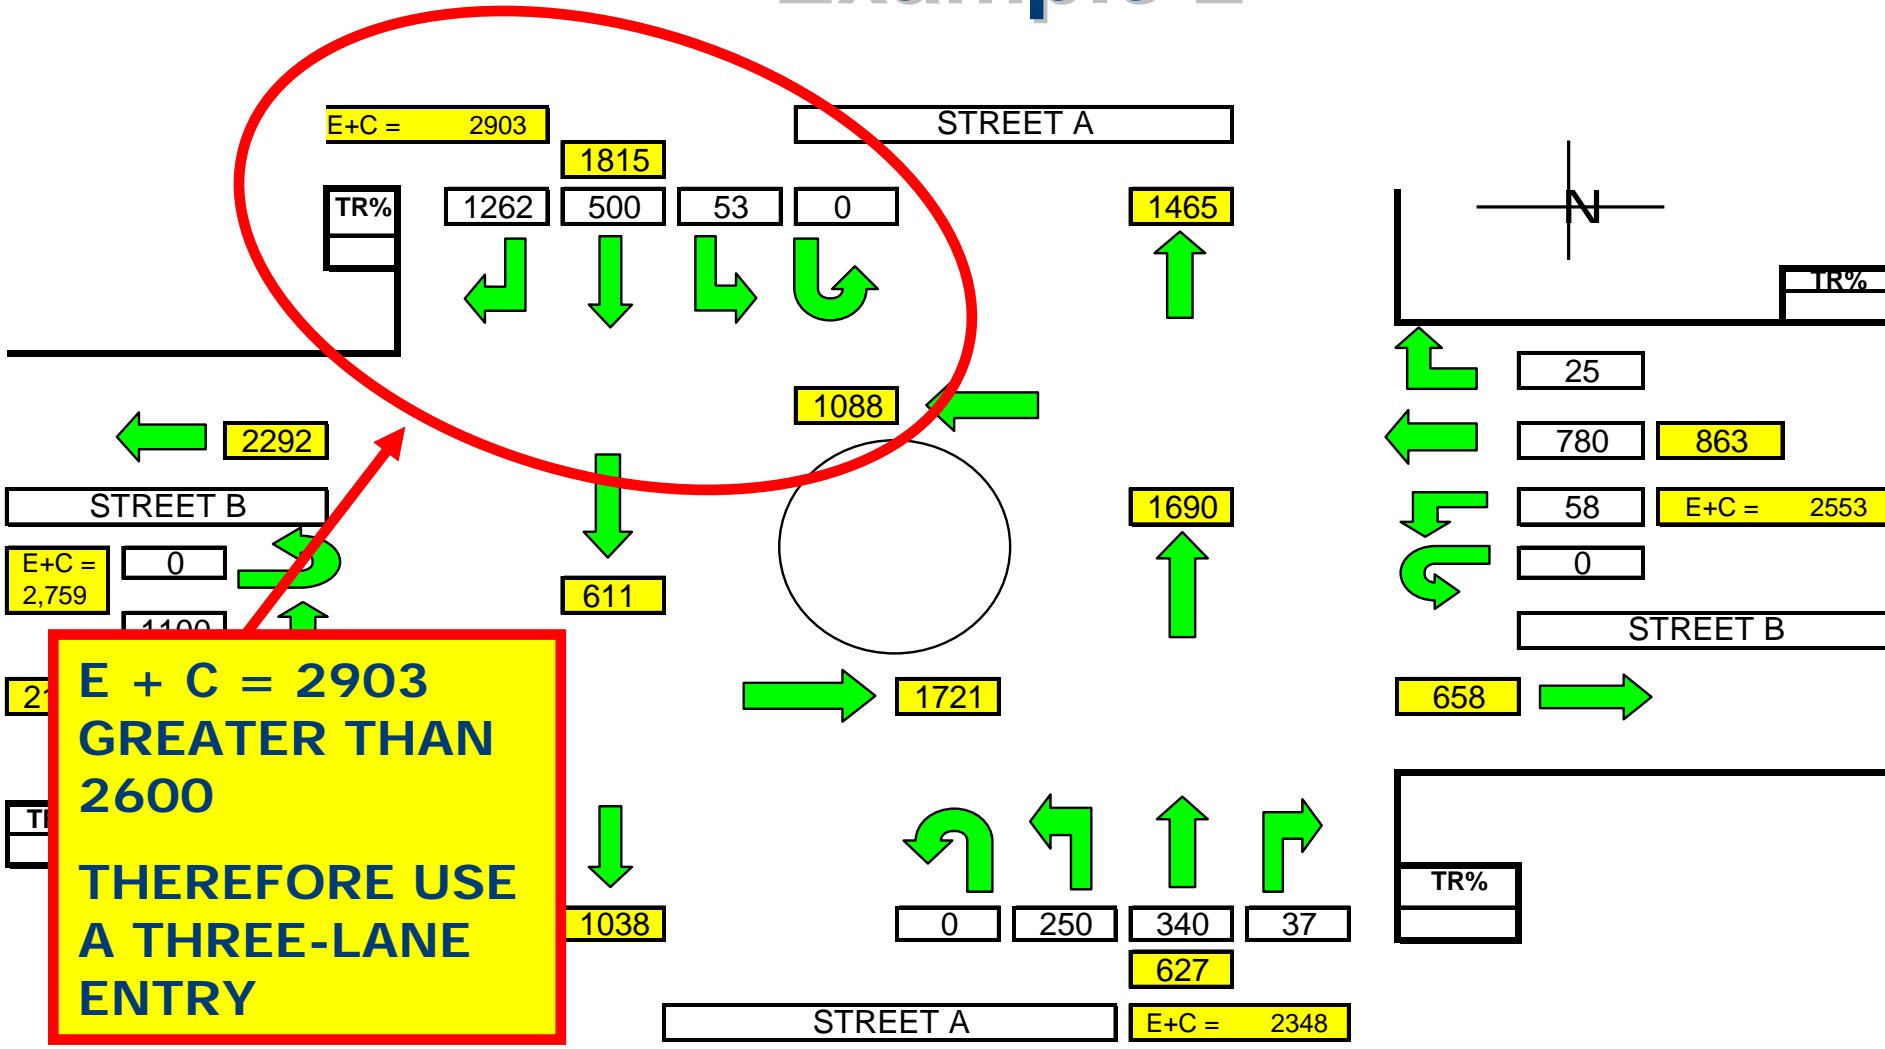 E+C = 2903
STREET A
1815
TR%
1262
500
53
0
1465
N
TR%
25
1088
2292
780
863
STREET B
1690
58
E+C = 2553
E+C =
2,759
0
0
611
STREET B
1721
658
E + C = 2903
GREATER THAN
2600
THEREFORE USE
A THREE-LANE
ENTRY
TR%
1038
0
250
340
37
627
STREET A
E+C = 2348